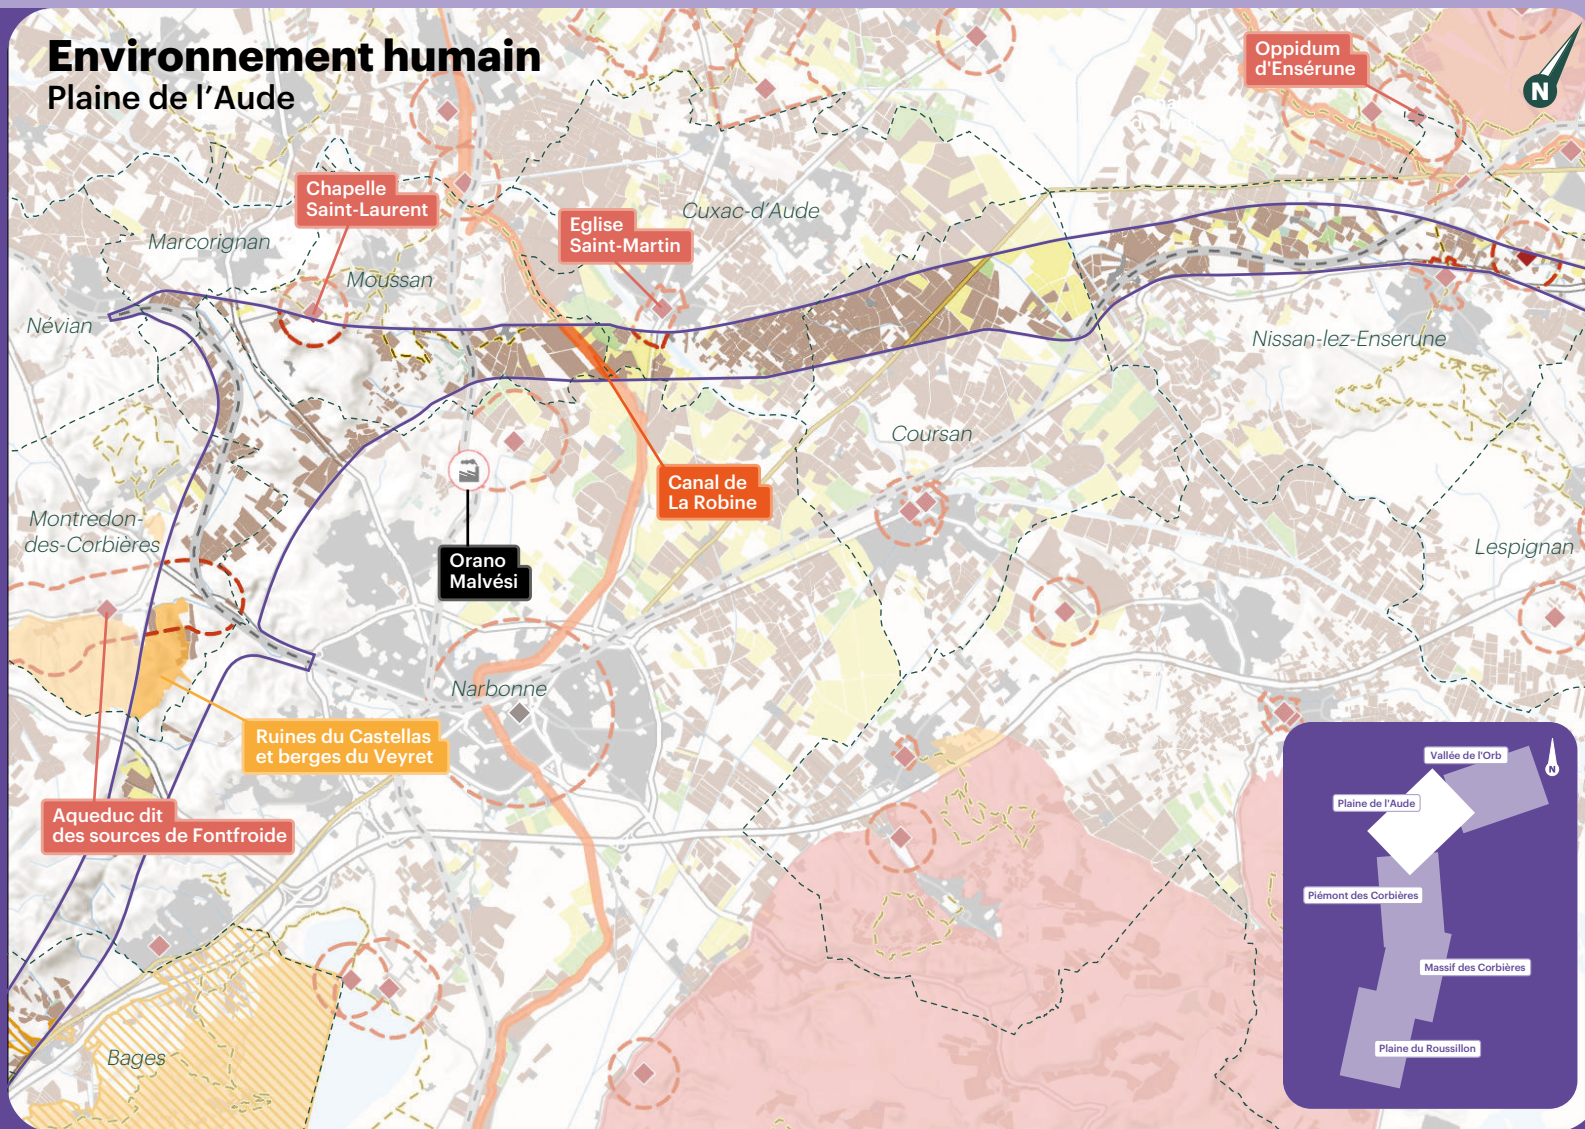 Environnement humain
Plaine de l'Aude
Oppidum
d'Ensérune
N
Chapelle
Saint-Laurent
Eglise
Saint-Martin
Cuxac-d'Aude
Marcorignan
Moussan
Névian
Nissan-lez-Enserune
Coursan
Canal de
La Robine
Montredon-
des-Corbières
Lespignan
Orano
Malvési
Narbonne
Ruines du Castellas
et berges du Veyret
Aqueduc dit
des sources de Fontfroide
Bages
Vallée de l'Orb
N
Plaine de l'Aude
Piémont des Corbières
Massif des Corbières
Plaine du Roussillon